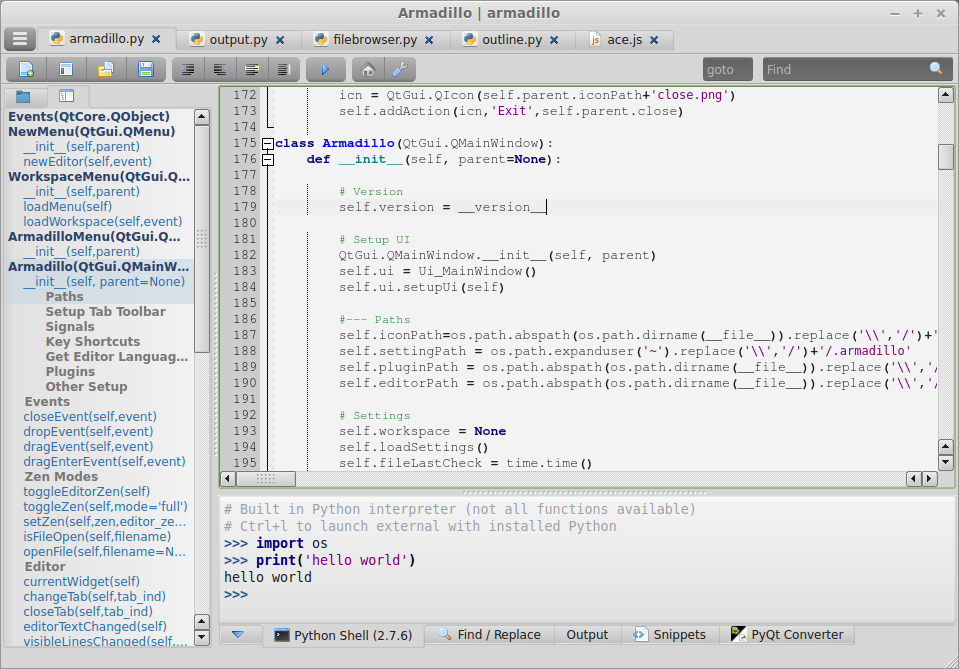 Armadillo | armadillo
armadillo.py
output.py
filebrowser.py
outline.py
js ace.js
goto
Find
Events(QtCore.QObject)
NewMenu(QtGui.QMenu)
__init__(self,parent)
newEditor(self,event)
WorkspaceMenu(QtGui.Q...
__init__(self,parent)
loadMenu(self)
loadWorkspace(self,event)
ArmadilloMenu(QtGui.Q...
__init__(self,parent)
Armadillo(QtGui.QMainW...
__init__(self, parent=None)
Paths
Setup Tab Toolbar
Signals
Key Shortcuts
Get Editor Languag...
Plugins
Other Setup
Events
closeEvent(self,event)
dropEvent(self,event)
dragEvent(self,event)
dragEnterEvent(self,event)
Zen Modes
toggleEditorZen(self)
toggleZen(self,mode='full')
setZen(self,zen,editor_ze...
isFileOpen(self,filename)
openFile(self,filename=N...
Editor
currentWidget(self)
changeTab(self,tab_ind)
closeTab(self,tab_ind)
editorTextChanged(self)
visibleLinesChanged(self,...
172 icn = QtGui.QIcon(self.parent.iconPath+'close.png')
173 self.addAction(icn,'Exit',self.parent.close)
174
175 class Armadillo(QtGui.QMainWindow):
176 def __init__(self, parent=None):
177
178 # Version
179 self.version = __version__
180
181 # Setup UI
182 QtGui.QMainWindow.__init__(self, parent)
183 self.ui = Ui_MainWindow()
184 self.ui.setupUi(self)
185
186 #--- Paths
187 self.iconPath=os.path.abspath(os.path.dirname(__file__)).replace('\\','/')+'
188 self.settingPath = os.path.expanduser('~').replace('\\','/')+'/.armadillo'
189 self.pluginPath = os.path.abspath(os.path.dirname(__file__)).replace('\\','/
190 self.editorPath = os.path.abspath(os.path.dirname(__file__)).replace('\\','/
191
192 # Settings
193 self.workspace = None
194 self.loadSettings()
195 self.fileLastCheck = time.time()
# Built in Python interpreter (not all functions available)
# Ctrl+l to launch external with installed Python
>>> import os
>>> print('hello world')
hello world
>>>
Python Shell (2.7.6)
Find / Replace
Output
Snippets
PyQt Converter